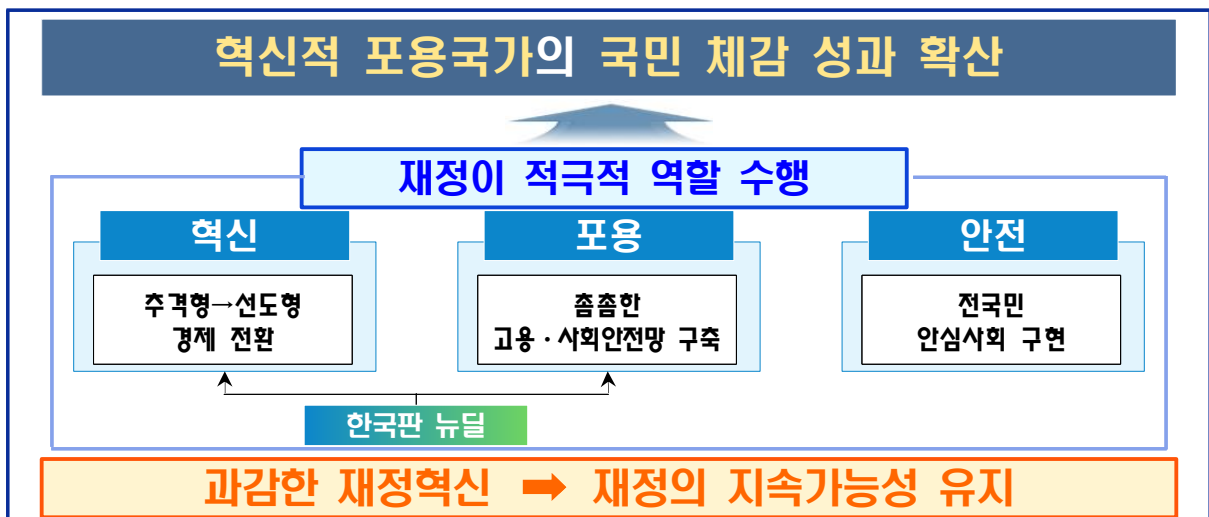 혁신적 포용국가의 국민 체감 성과 확산
재정이 적극적 역할 수행
혁신
추격형→선도형
경제 전환
포용
촘촘한
고용·사회안전망 구축
안전
전국민
안심사회 구현
한국판 뉴딜
과감한 재정혁신 ➡ 재정의 지속가능성 유지